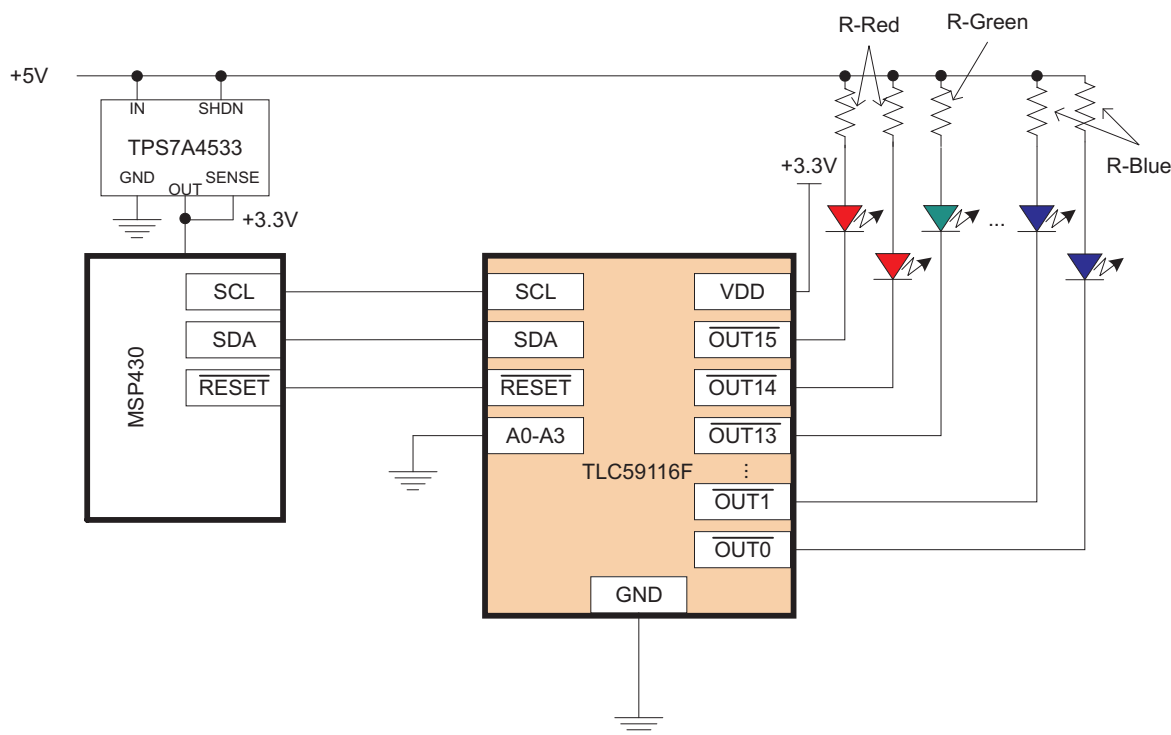 R-Red
R-Green
+5V
IN
SHDN
TPS7A4533
GND
OUT
SENSE
+3.3V
+3.3V
R-Blue
...
MSP430
SCL
SDA
RESET
SCL
SDA
RESET
A0-A3
VDD
OUT15
OUT14
OUT13
TLC59116F
⋮
OUT1
OUT0
GND